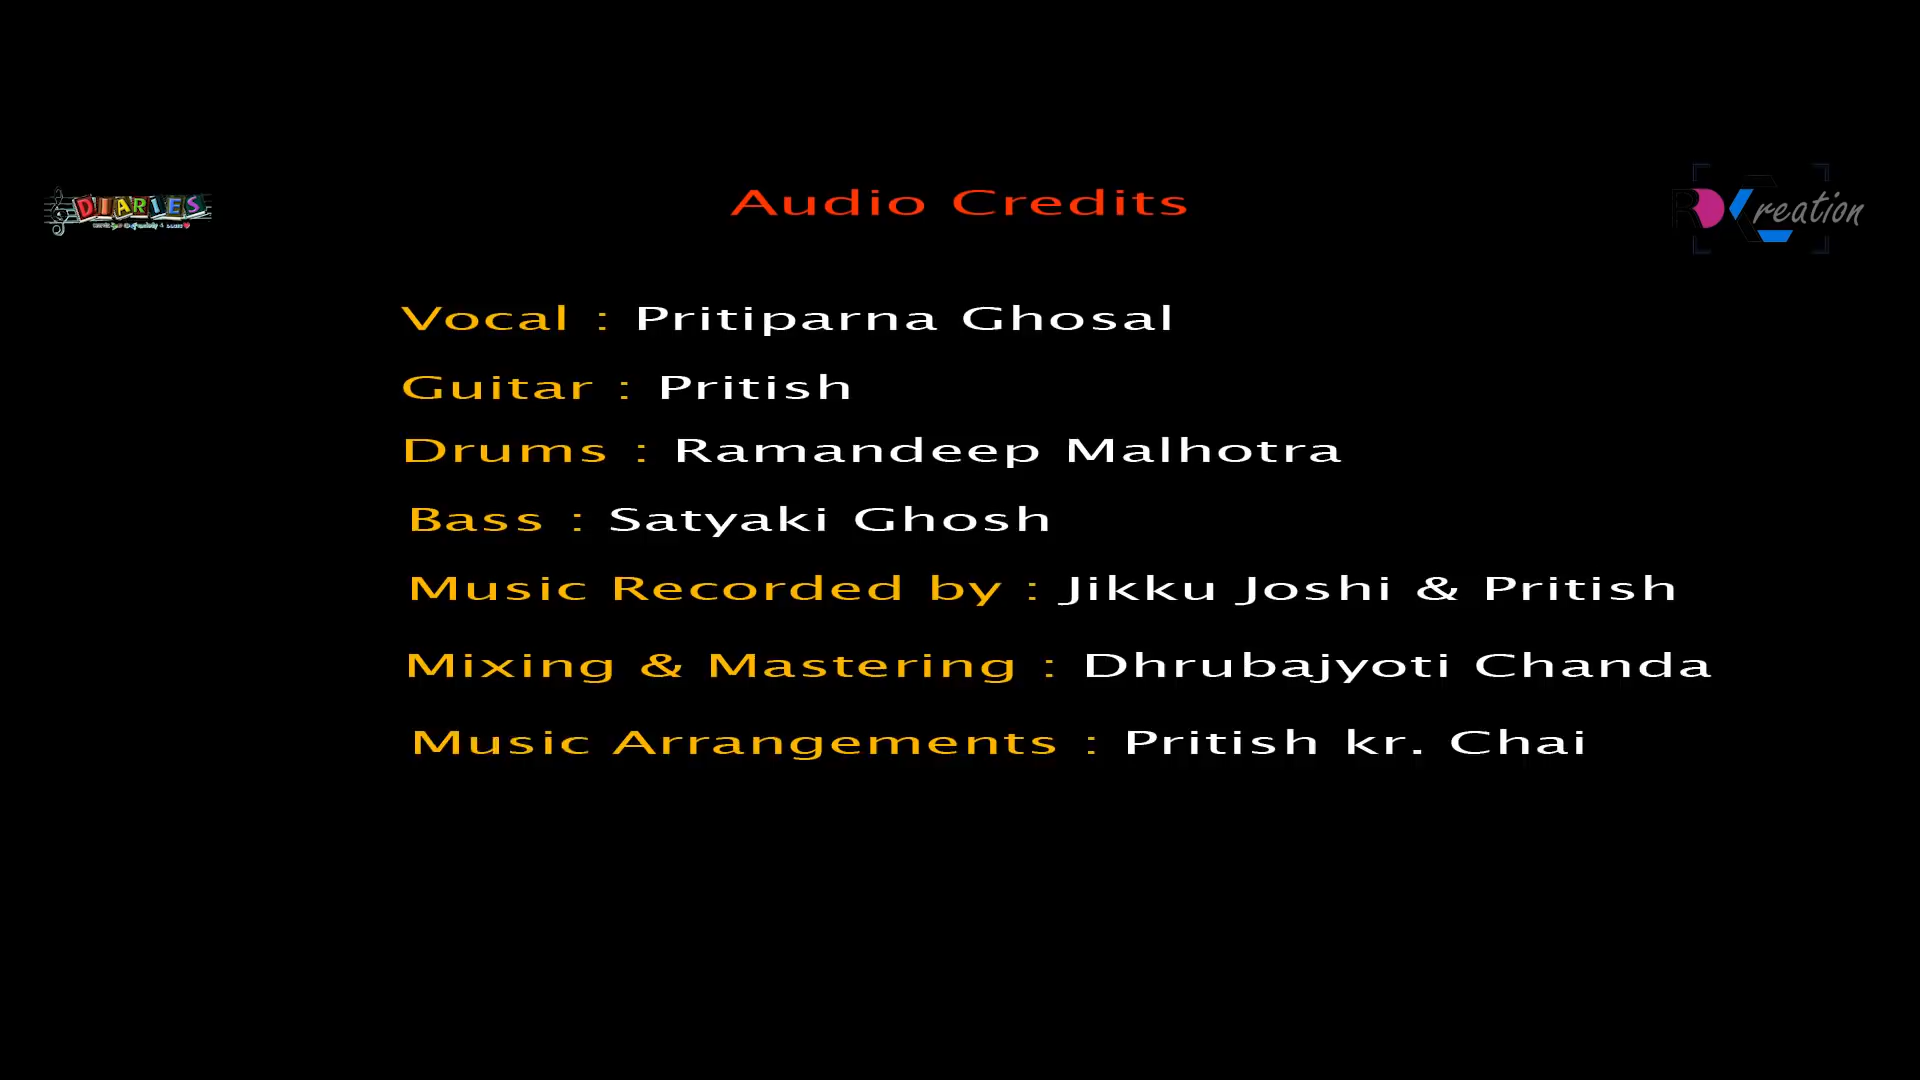 DIARIES
Audio Credits
RDCreation
Vocal : Pritiparna Ghosal
Guitar : Pritish
Drums : Ramandeep Malhotra
Bass : Satyaki Ghosh
Music Recorded by : Jikku Joshi & Pritish
Mixing & Mastering : Dhrubajyoti Chanda
Music Arrangements : Pritish kr. Chai